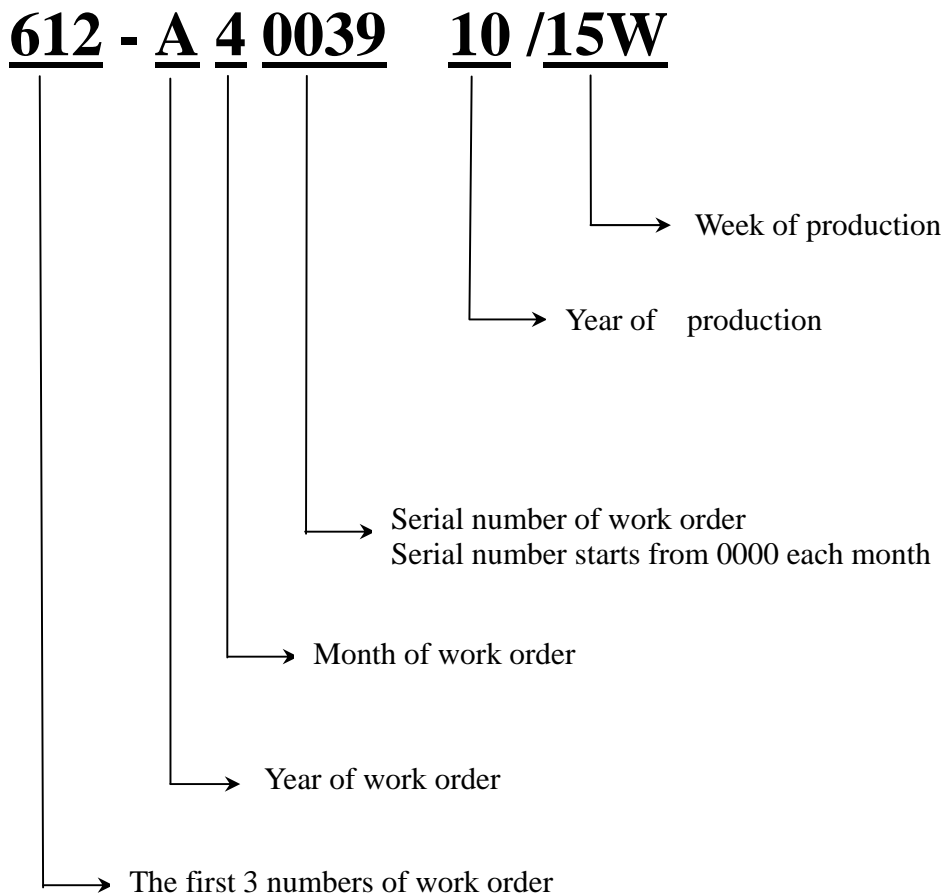 612 - A 4 0039 10 /15W
Week of production
Year of production
Serial number of work order
Serial number starts from 0000 each month
Month of work order
Year of work order
The first 3 numbers of work order